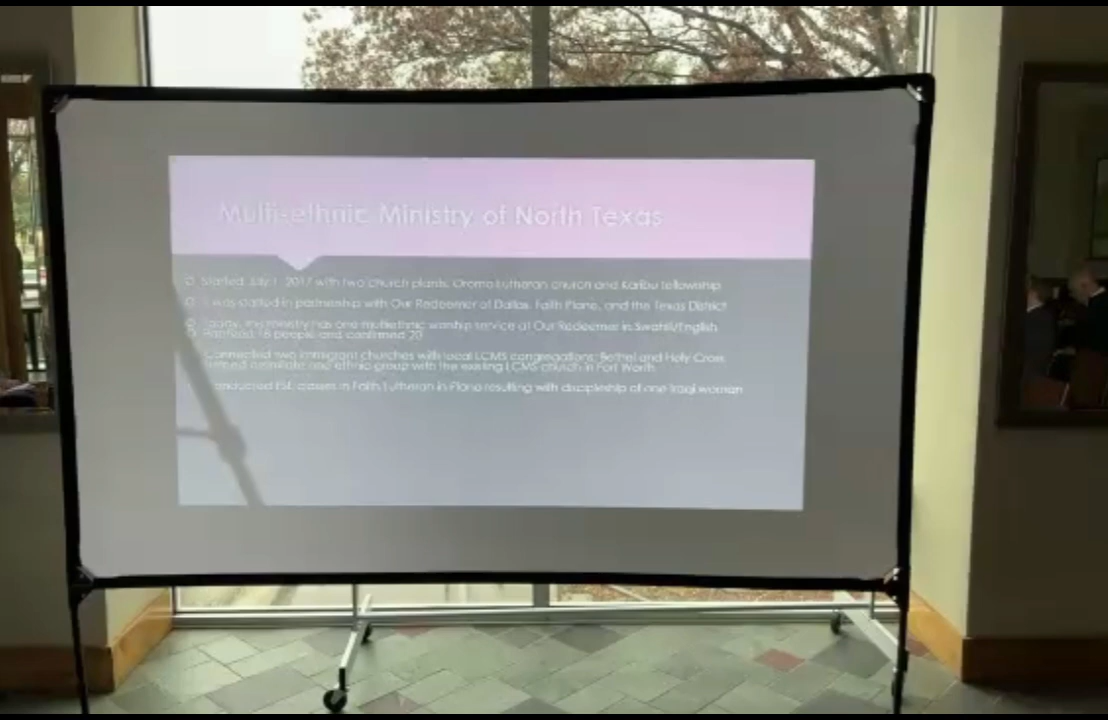 Multi-ethnic Ministry of North Texas
Started July 1, 2017 with two church plants, Oromo Lutheran church and Karibu fellowship
was started in partnership with Our Redeemer of Dallas, Faith Plano, and the Texas District
Today, ministry has one multiethnic worship service at Our Redeemer in Swahili/English
Baptized 16 people and confirmed 20
Connected two immigrant churches with local LCMS congregations: Bethel and Holy Cross
and ethnic group with the existing LCMS church in Fort Worth
Conducted ESL classes in Faith Lutheran in Plano resulting with discipleship of one Iraqi woman